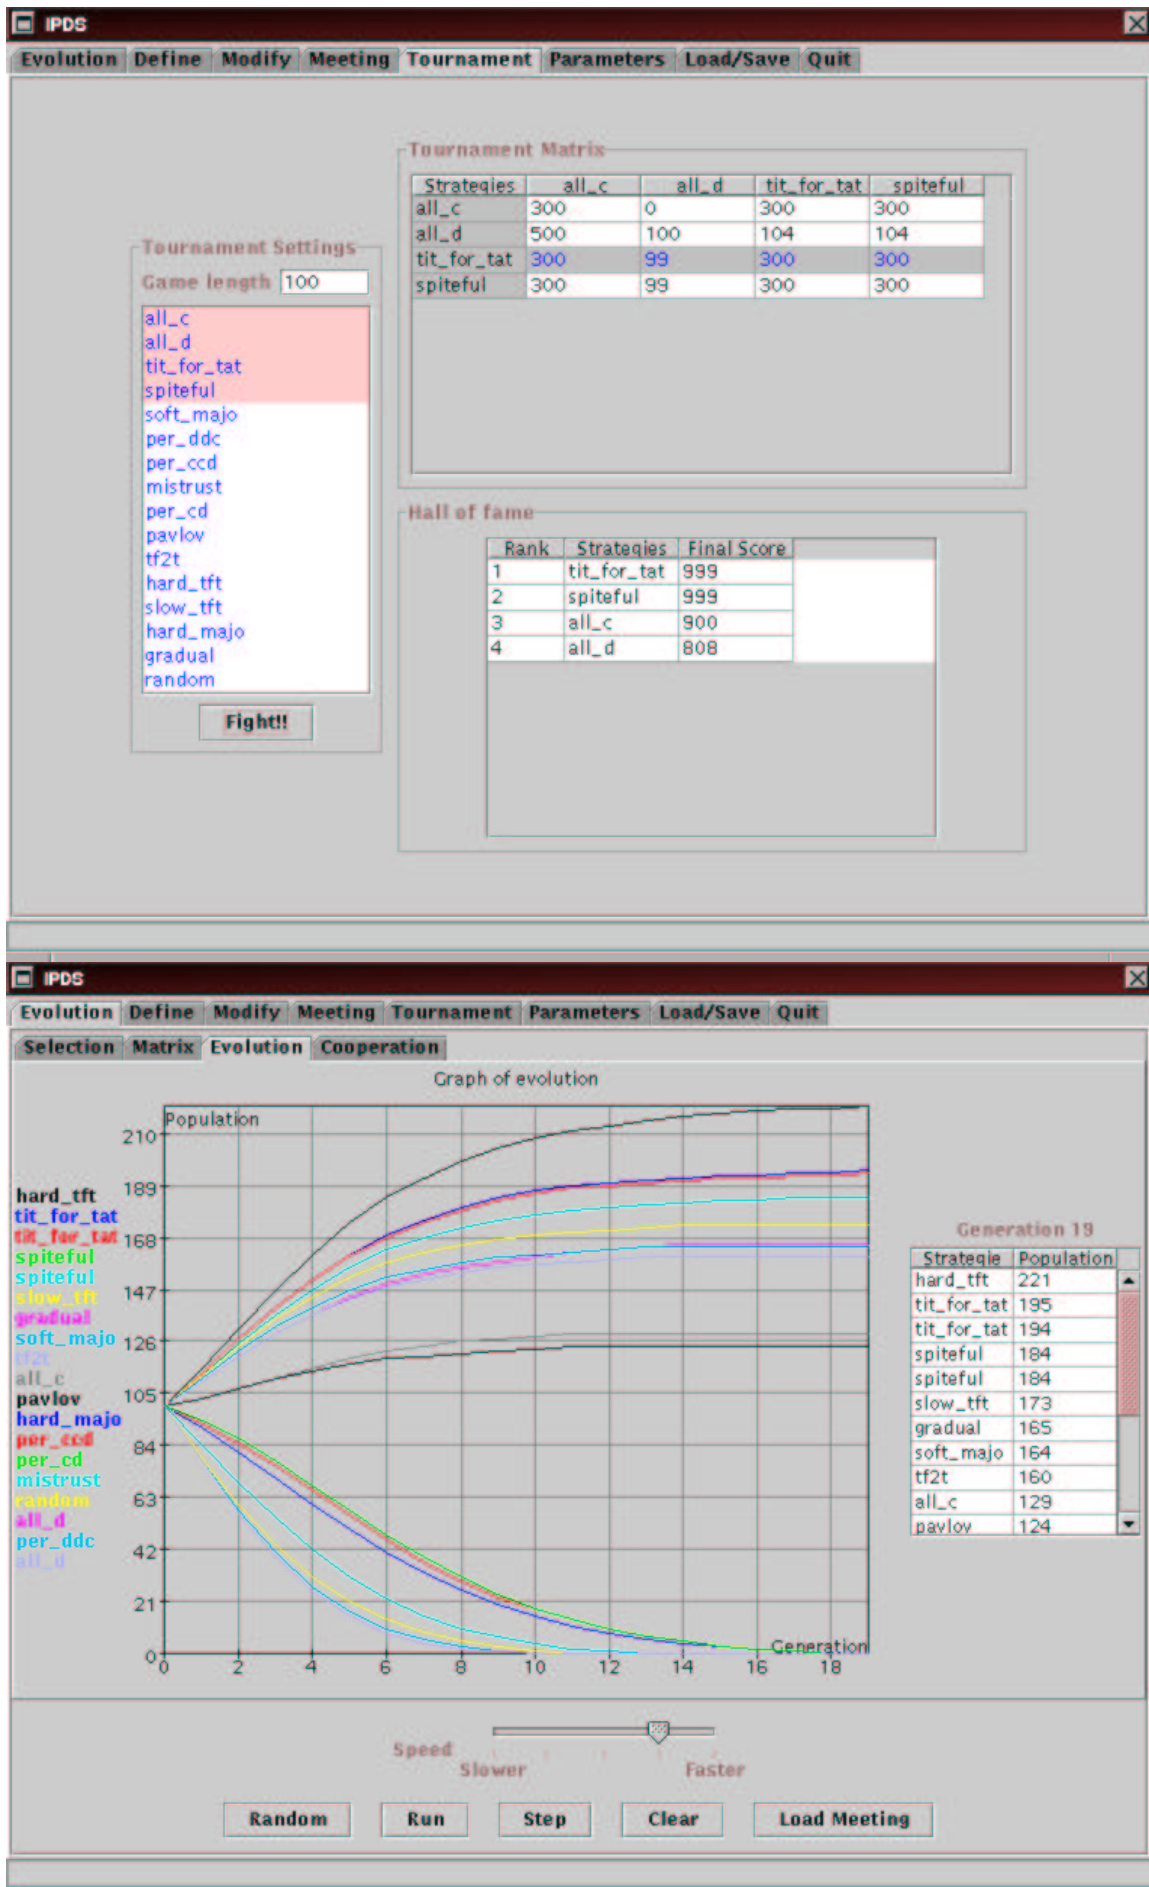 IPDS
Evolution Define Modify Meeting Tournament Parameters Load/Save Quit
Tournament Matrix
Strategies all_c all_d tit_for_tat spiteful
all_c 300 0 300 300
all_d 500 100 104 104
tit_for_tat 300 99 300 300
spiteful 300 99 300 300
Tournament Settings
Game length 100
all_c
all_d
tit_for_tat
spiteful
soft_majo
per_ddc
per_ccd
mistrust
per_cd
pavlov
tf2t
hard_tft
slow_tft
hard_majo
gradual
random
Fight!!
Hall of fame
Rank Strategies Final Score
1 tit_for_tat 999
2 spiteful 999
3 all_c 900
4 all_d 808
IPDS
Evolution Define Modify Meeting Tournament Parameters Load/Save Quit
Selection Matrix Evolution Cooperation
Graph of evolution
Population
210
189
168
147
126
105
84
63
42
21
0
0 2 4 6 8 10 12 14 16 18
Generation
hard_tft
tit_for_tat
tit_for_tat
spiteful
spiteful
slow_tft
gradual
soft_majo
tf2t
all_c
pavlov
hard_majo
per_ccd
per_cd
mistrust
random
all_d
per_ddc
all_d
Generation 19
Strategie Population
hard_tft 221
tit_for_tat 195
tit_for_tat 194
spiteful 184
spiteful 184
slow_tft 173
gradual 165
soft_majo 164
tf2t 160
all_c 129
pavlov 124
Speed
Slower Faster
Random Run Step Clear Load Meeting